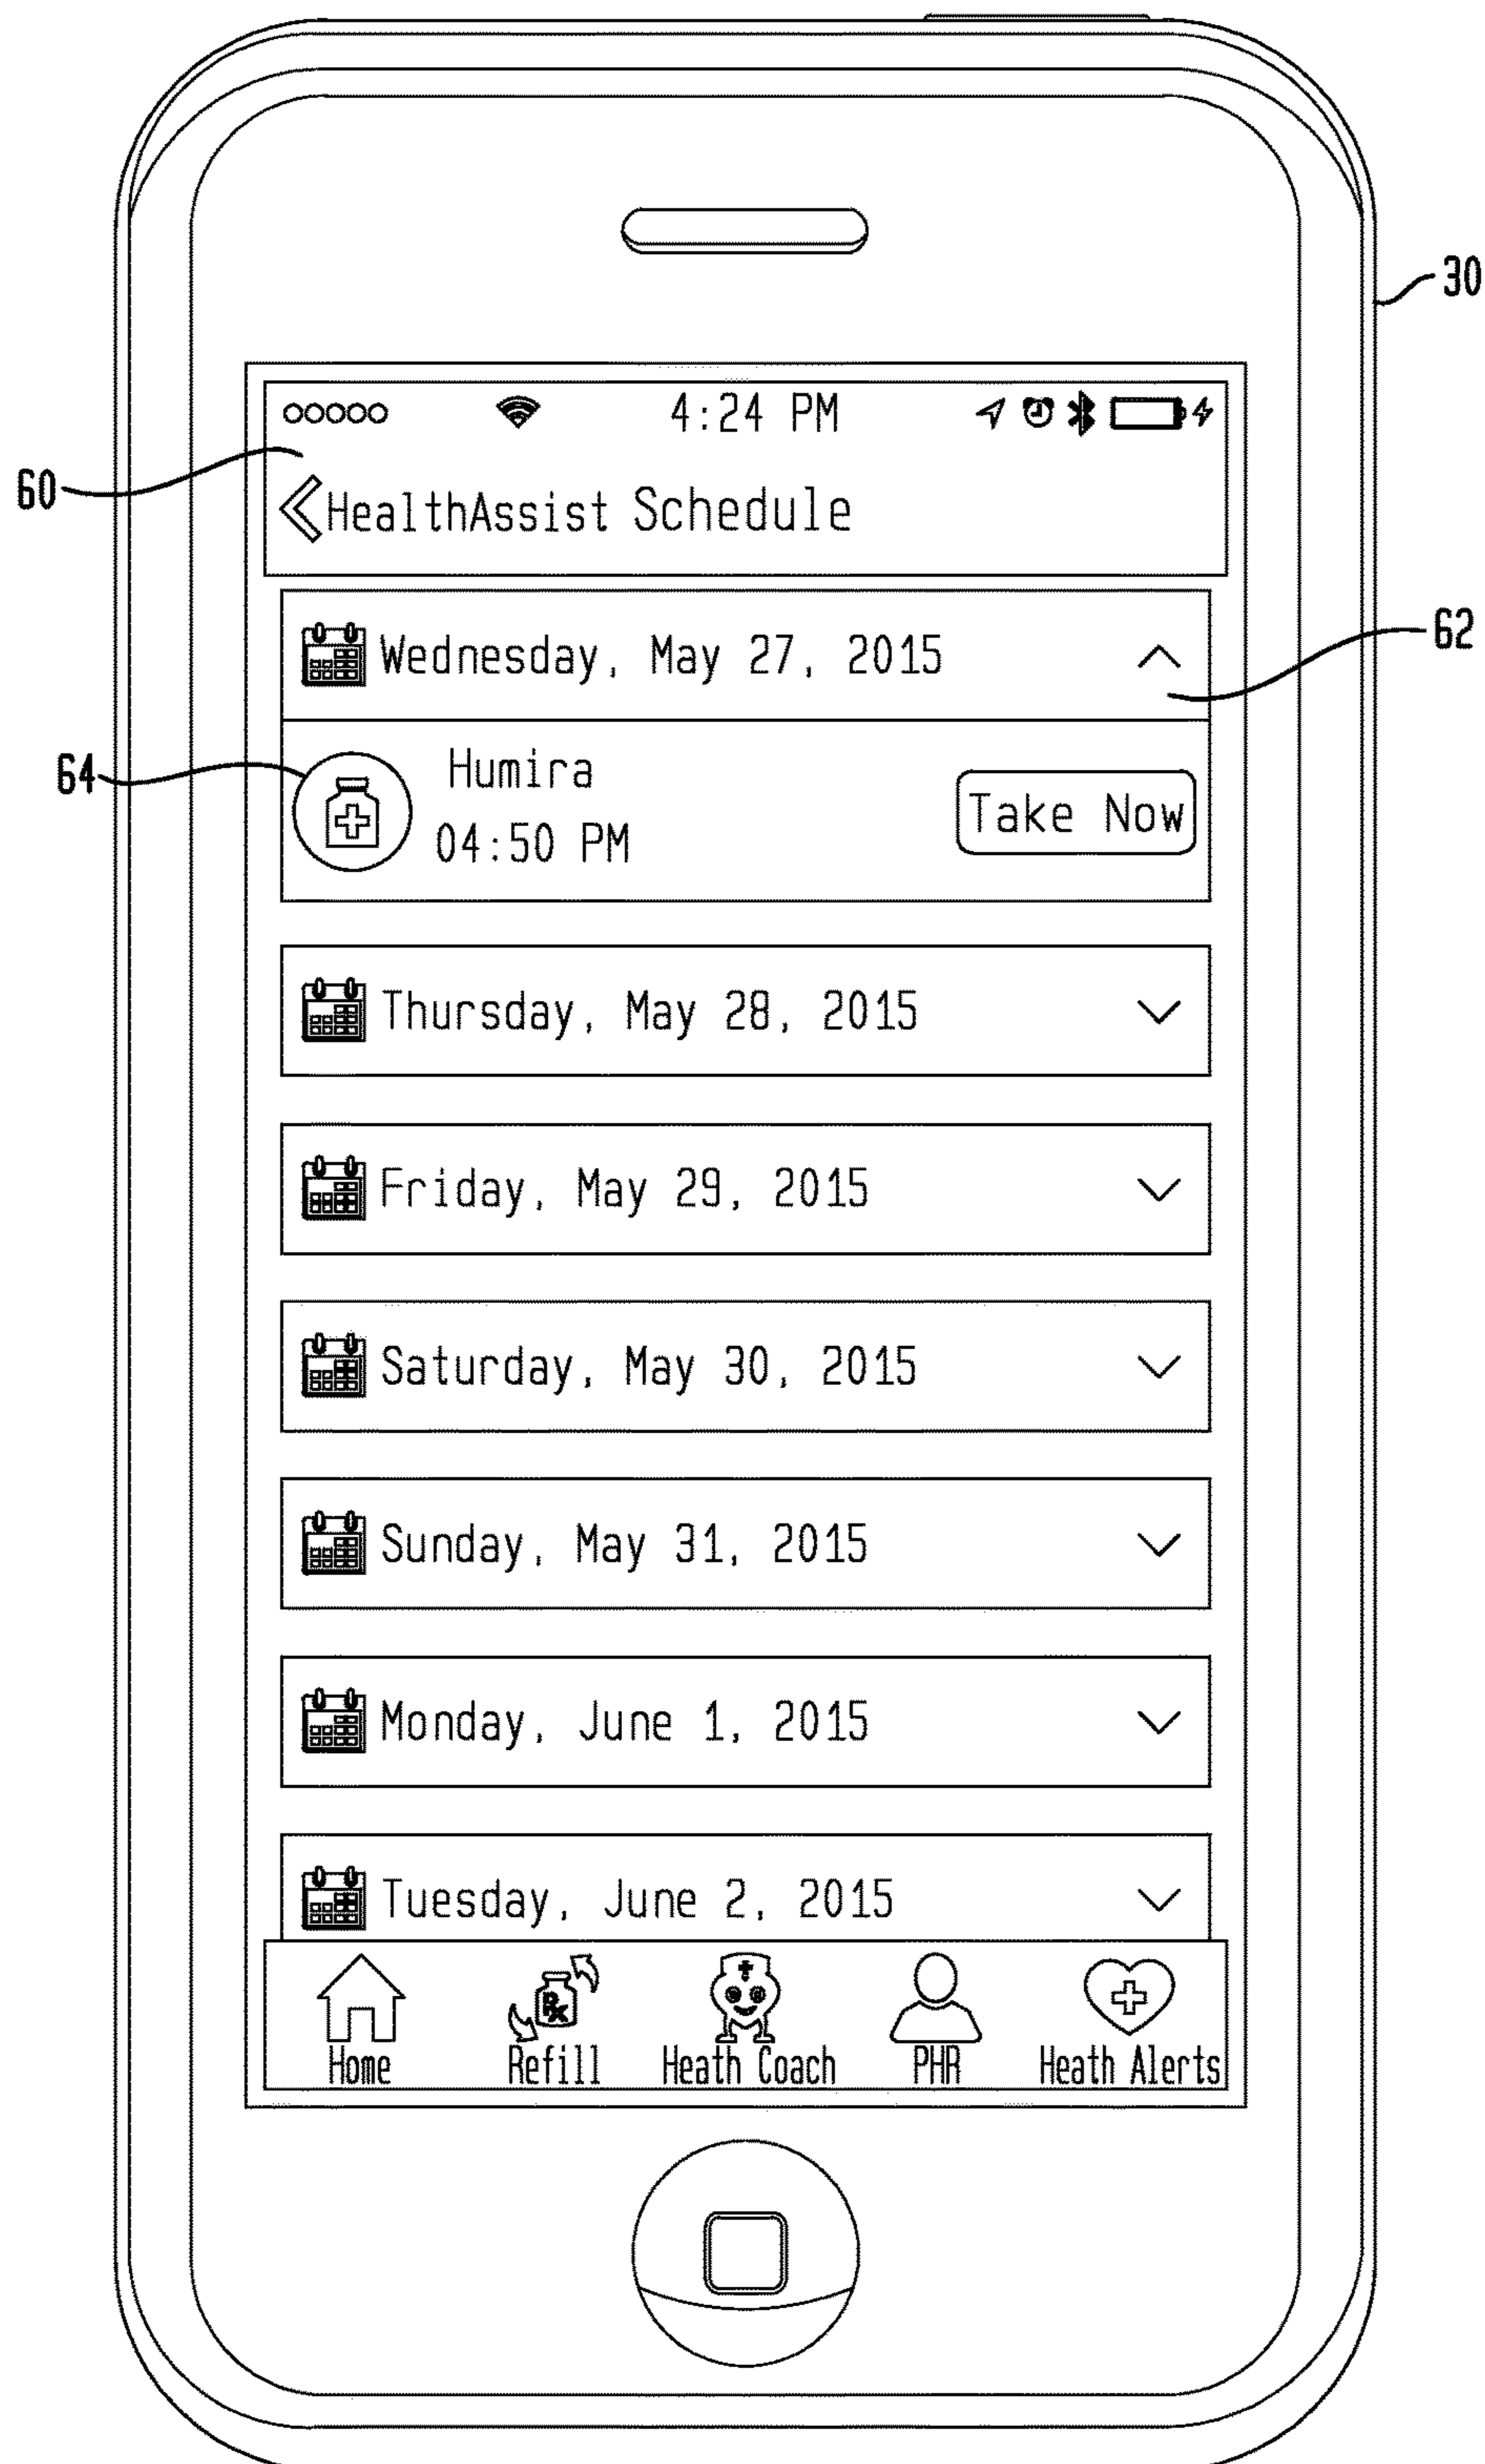 30
4:24 PM
60
HealthAssist Schedule
Wednesday, May 27, 2015
62
64
Humira
04:50 PM
Take Now
Thursday, May 28, 2015
Friday, May 29, 2015
Saturday, May 30, 2015
Sunday, May 31, 2015
Monday, June 1, 2015
Tuesday, June 2, 2015
Rx
Home Refill Heath Coach PHR Heath Alerts